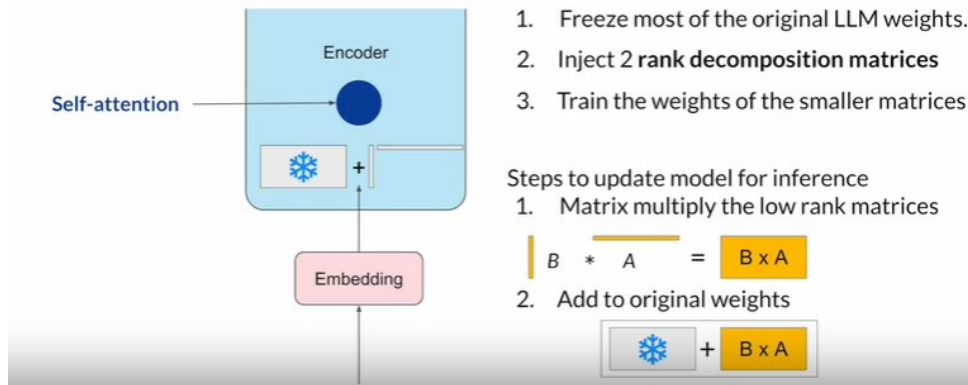 Encoder
Self-attention
+
Embedding
1. Freeze most of the original LLM weights.
2. Inject 2 rank decomposition matrices
3. Train the weights of the smaller matrices
Steps to update model for inference
1. Matrix multiply the low rank matrices
B * A = B x A
2. Add to original weights
+ B x A